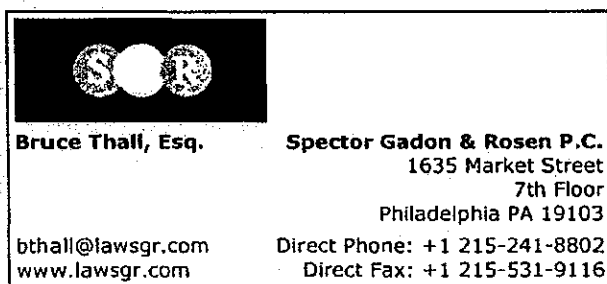 S R
Bruce Thall, Esq.
Spector Gadon & Rosen P.C.
1635 Market Street
7th Floor
Philadelphia PA 19103
bthall@lawsgr.com
www.lawsgr.com
Direct Phone: +1 215-241-8802
Direct Fax: +1 215-531-9116